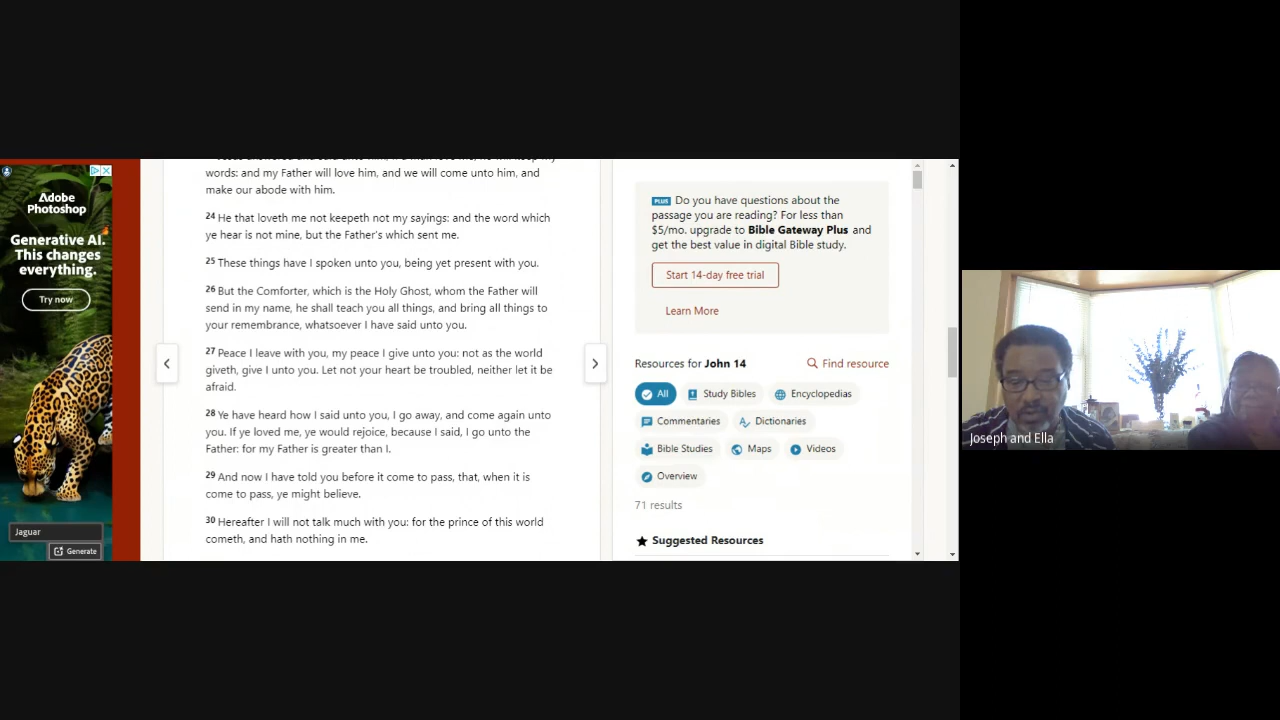 Adobe
Photoshop
Generative AI.
This changes
everything.
Try now
Jaguar
Generate
words: and my Father will love him, and we will come unto him, and
make our abode with him.
24 He that loveth me not keepeth not my sayings: and the word which
ye hear is not mine, but the Father's which sent me.
25 These things have I spoken unto you, being yet present with you.
26 But the Comforter, which is the Holy Ghost, whom the Father will
send in my name, he shall teach you all things, and bring all things to
your remembrance, whatsoever I have said unto you.
27 Peace I leave with you, my peace I give unto you: not as the world
giveth, give I unto you. Let not your heart be troubled, neither let it be
afraid.
28 Ye have heard how I said unto you, I go away, and come again unto
you. If ye loved me, ye would rejoice, because I said, I go unto the
Father: for my Father is greater than I.
29 And now I have told you before it come to pass, that, when it is
come to pass, ye might believe.
30 Hereafter I will not talk much with you: for the prince of this world
cometh, and hath nothing in me.
PLUS Do you have questions about the
passage you are reading? For less than
$5/mo. upgrade to Bible Gateway Plus and
get the best value in digital Bible study.
Start 14-day free trial
Learn More
Resources for John 14 Find resource
All Study Bibles Encyclopedias
Commentaries Dictionaries
Bible Studies Maps Videos
Overview
71 results
Suggested Resources
Joseph and Ella